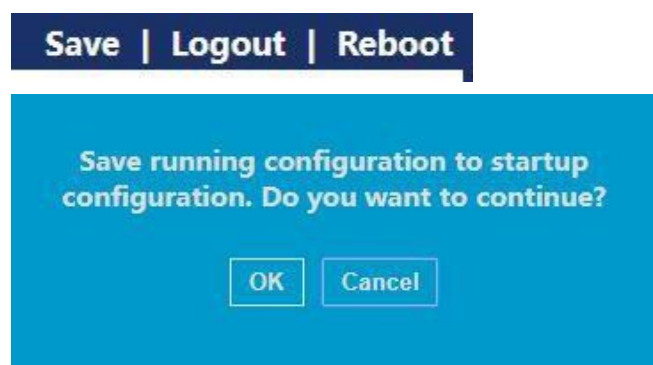 Save | Logout | Reboot
Save running configuration to startup
configuration. Do you want to continue?
OK Cancel